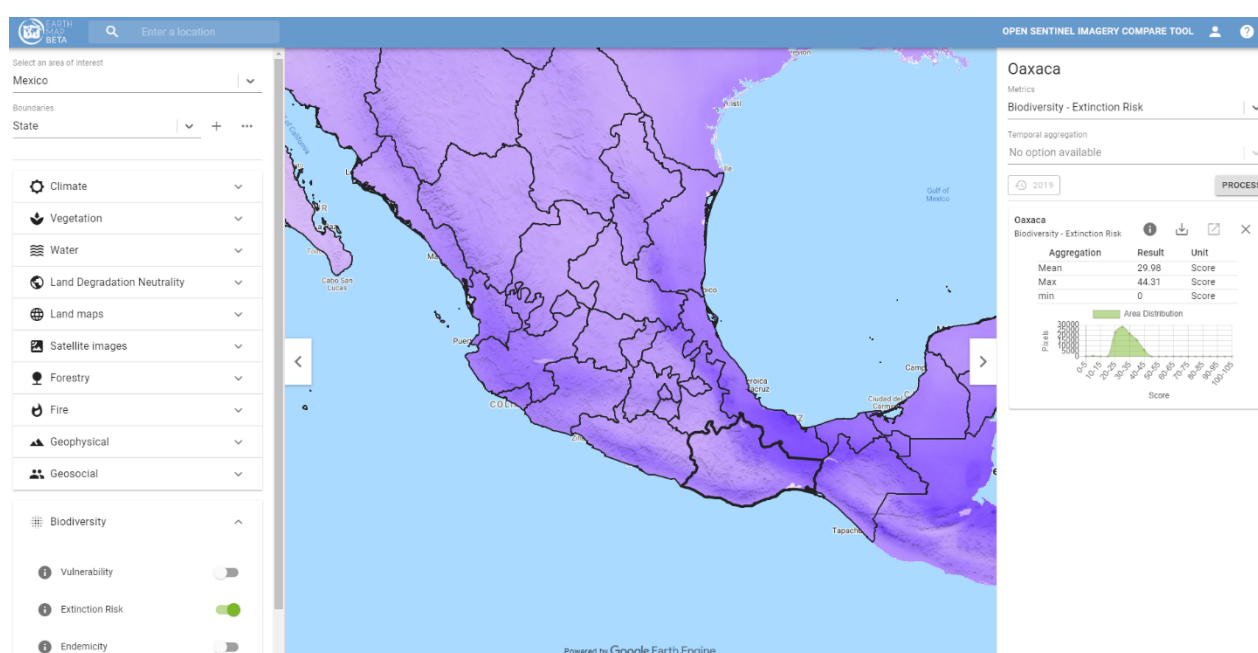 EARTH
MAP
BETA
Enter a location
OPEN SENTINEL IMAGERY COMPARE TOOL
Select an area of interest
Mexico
Boundaries
State
Climate
Vegetation
Water
Land Degradation Neutrality
Land maps
Satellite images
Forestry
Fire
Geophysical
Geosocial
Biodiversity
Vulnerability
Extinction Risk
Endemicity
Gulf of
Mexico
Cabo San
Lucas
Ciudad del
Carmen
Powered by Google Earth Engine
Oaxaca
Metrics
Biodiversity - Extinction Risk
Temporal aggregation
No option available
2019
PROCESS
Oaxaca
Biodiversity - Extinction Risk
Aggregation Result Unit
Mean 29.98 Score
Max 44.31 Score
min 0 Score
Area Distribution
30000
5000
0
Pixels
0-5 10-15 20-25 30-35 40-45 50-55 60-65 70-75 80-85 90-95 100-105
Score